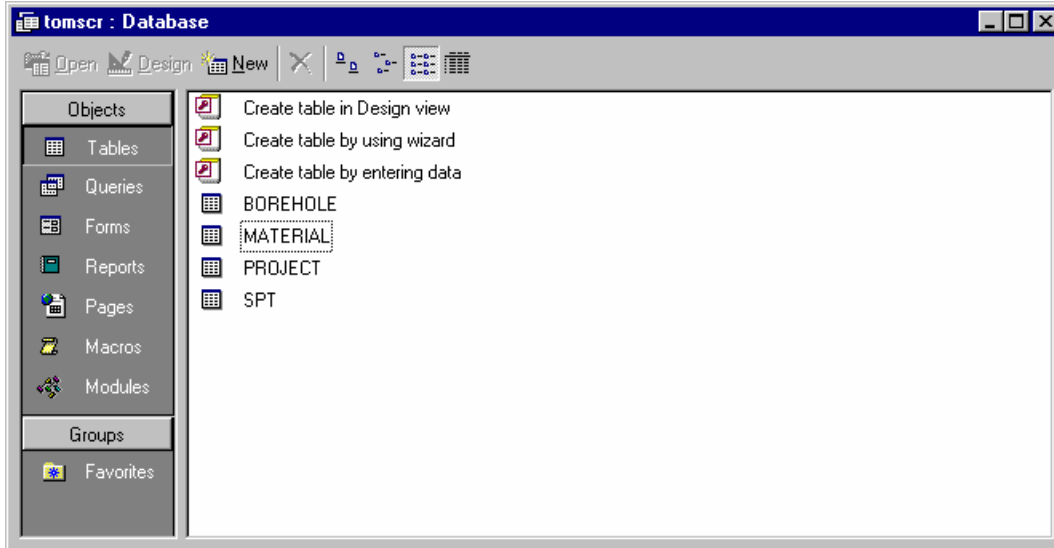 tomscr : Database
Open Design New
Objects
Tables
Queries
Forms
Reports
Pages
Macros
Modules
Groups
Favorites
Create table in Design view
Create table by using wizard
Create table by entering data
BOREHOLE
MATERIAL
PROJECT
SPT